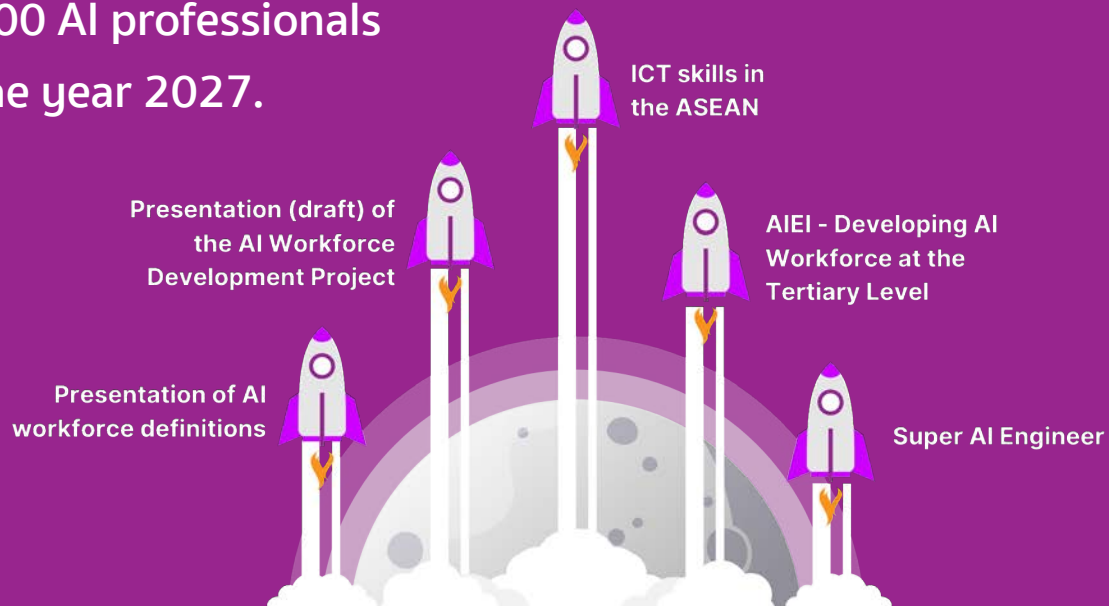 00 AI professionals
he year 2027.
ICT skills in
the ASEAN
Presentation (draft) of
the AI Workforce
Development Project
AIEI - Developing AI
Workforce at the
Tertiary Level
Presentation of AI
workforce definitions
Super AI Engineer